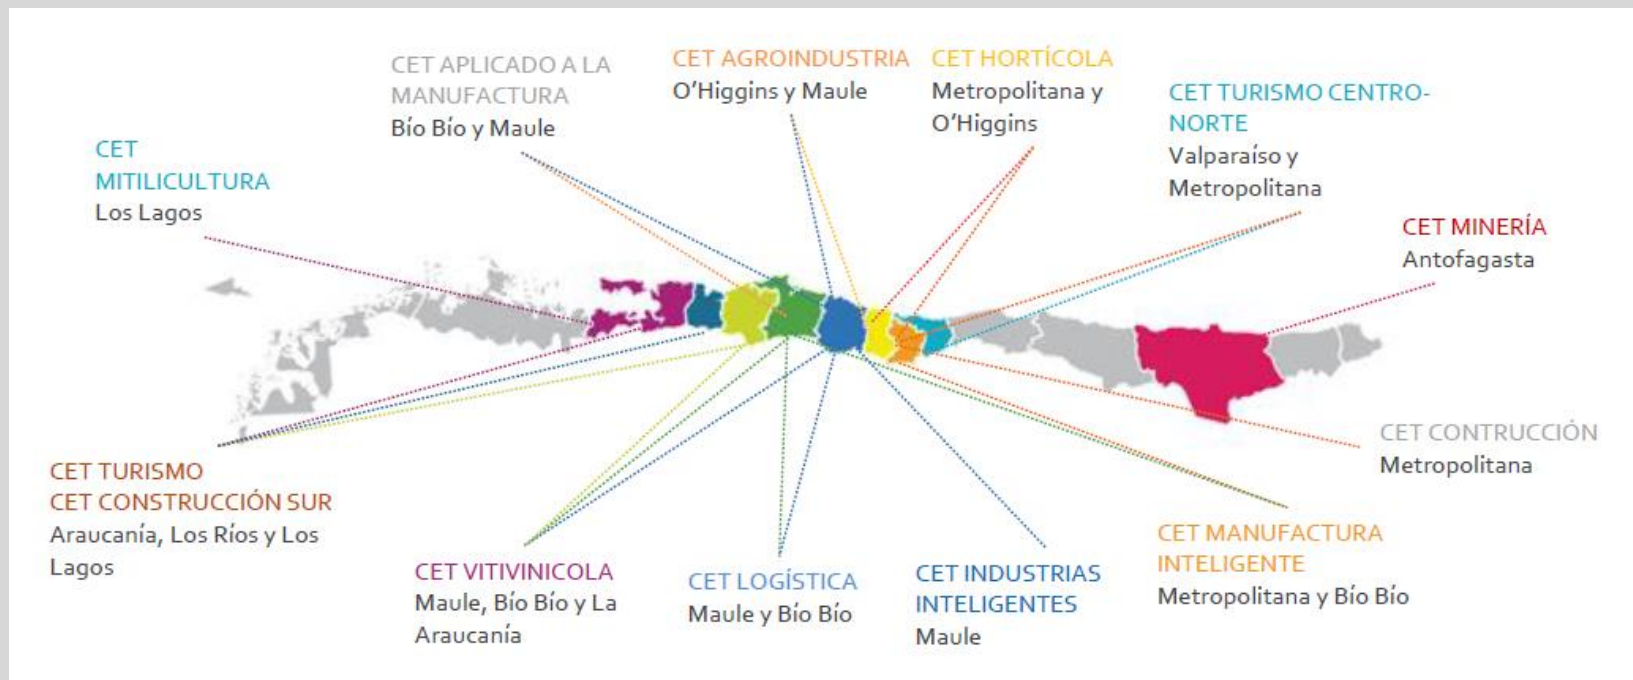 CET APLICADO A LA
MANUFACTURA
Bío Bío y Maule
CET AGROINDUSTRIA
O’Higgins y Maule
CET HORTÍCOLA
Metropolitana y
O’Higgins
CET TURISMO CENTRO-
NORTE
Valparaíso y
Metropolitana
CET
MITILICULTURA
Los Lagos
CET MINERÍA
Antofagasta
CET CONTRUCCIÓN
Metropolitana
CET TURISMO
CET CONSTRUCCIÓN SUR
Araucanía, Los Ríos y Los
Lagos
CET VITIVINICOLA
Maule, Bío Bío y La
Araucanía
CET LOGÍSTICA
Maule y Bío Bío
CET INDUSTRIAS
INTELIGENTES
Maule
CET MANUFACTURA
INTELIGENTE
Metropolitana y Bío Bío